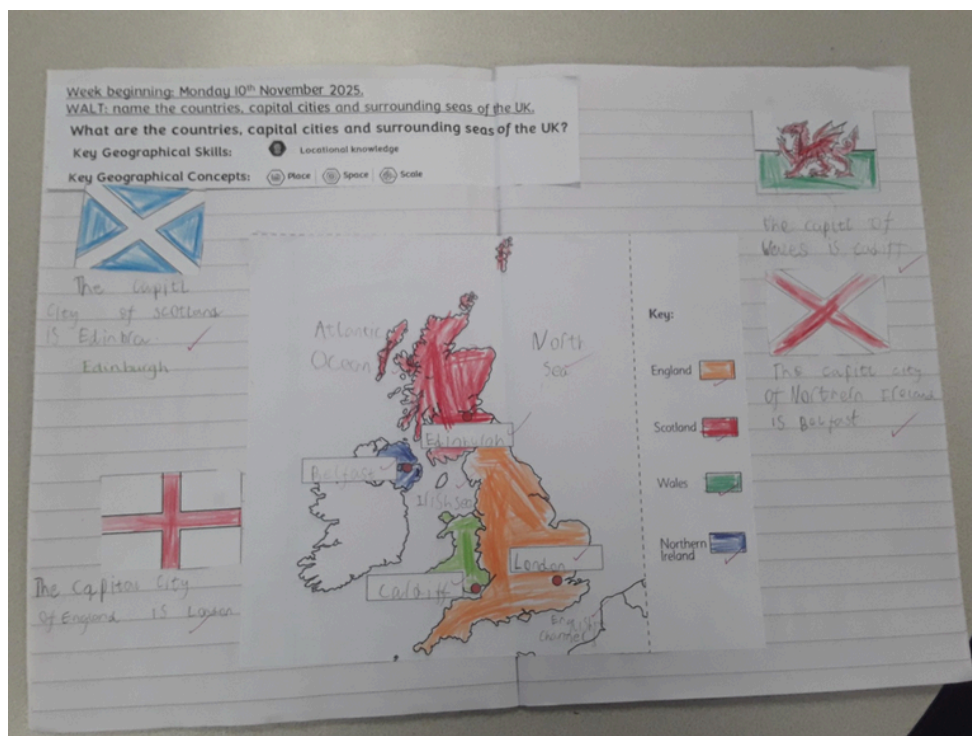 Week beginning: Monday 10th November 2025.
WALT: name the countries, capital cities and surrounding seas of the UK.
What are the countries, capital cities and surrounding seas of the UK?
Key Geographical Skills: Locational knowledge
Key Geographical Concepts: Place Space Scale
The capitl
city of scotland
is Edinbra
Edinburgh
The Capital City
of England is London
Atlantic
Ocean
North
Sea
Edinburgh
Belfast
Irish Sea
London
Cardiff
English
Channel
Key:
England
Scotland
Wales
Northern
Ireland
the capitl of
Wales is
The capitl city
of Northern Ireland
is Belfast